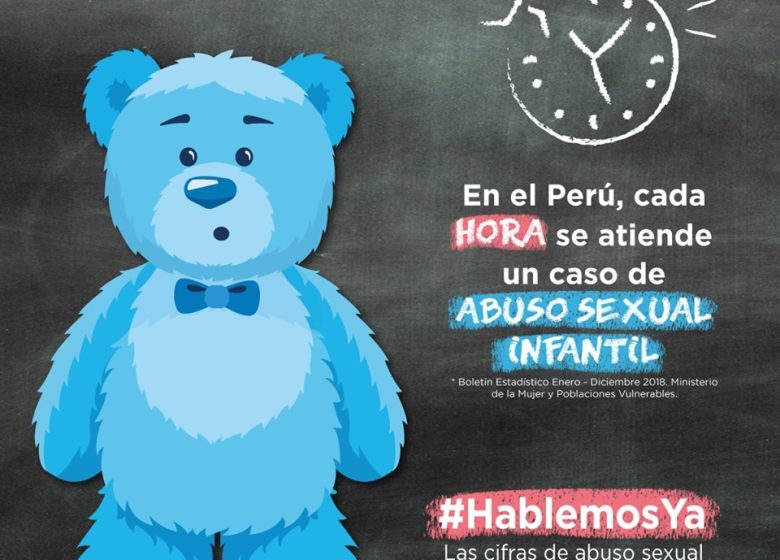 En el Perú, cada
HORA se atiende
un caso de
ABUSO SEXUAL
INFANTIL
* Boletín Estadístico Enero - Diciembre 2018. Ministerio
de la Mujer y Poblaciones Vulnerables.
#HablemosYa
Las cifras de abuso sexual